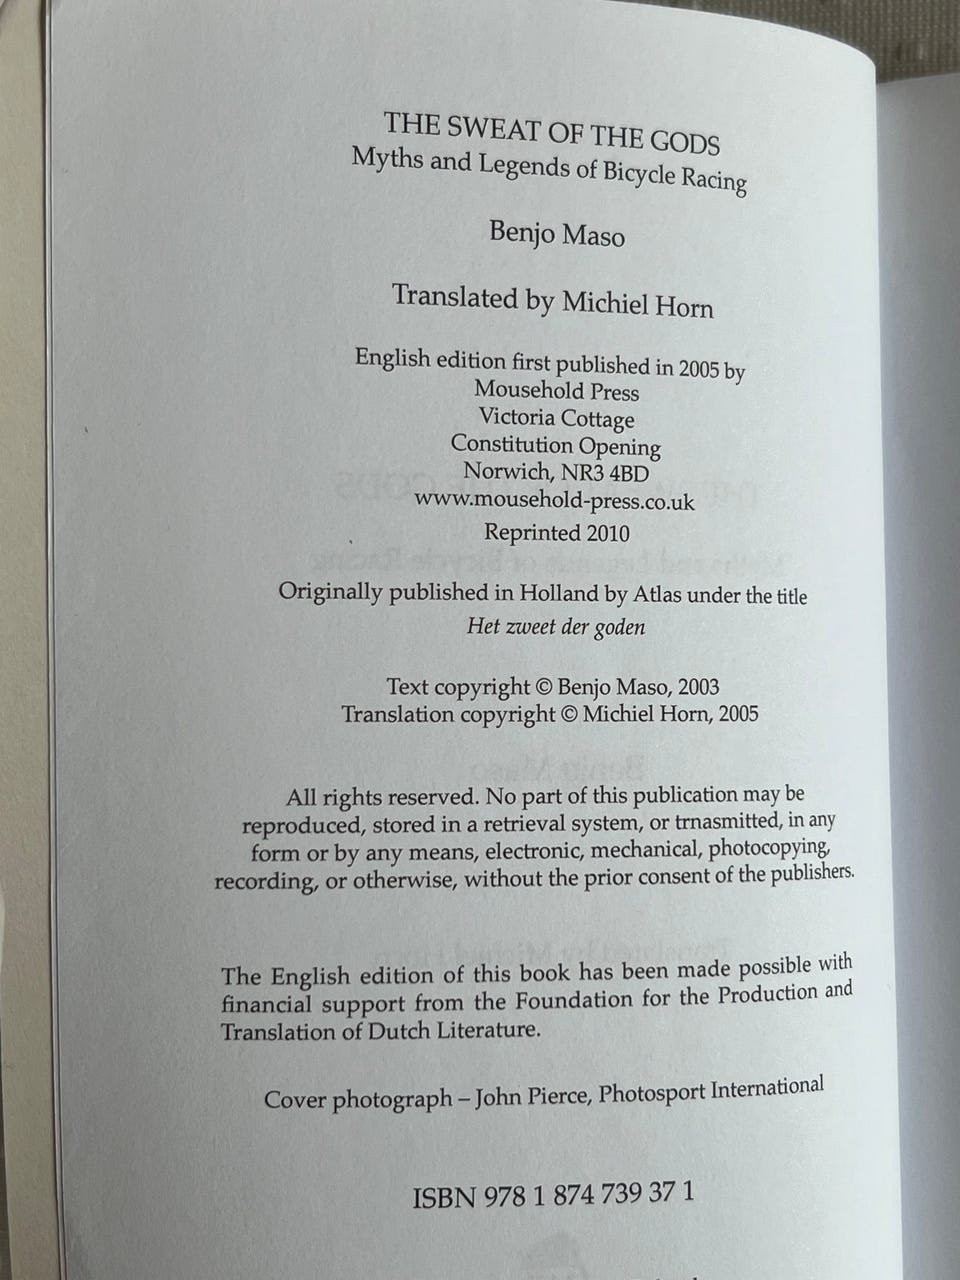 THE SWEAT OF THE GODS
Myths and Legends of Bicycle Racing
Benjo Maso
Translated by Michiel Horn
English edition first published in 2005 by
Mousehold Press
Victoria Cottage
Constitution Opening
Norwich, NR3 4BD
www.mousehold-press.co.uk
Reprinted 2010
Originally published in Holland by Atlas under the title
Het zweet der goden
Text copyright © Benjo Maso, 2003
Translation copyright © Michiel Horn, 2005
All rights reserved. No part of this publication may be
reproduced, stored in a retrieval system, or trnasmitted, in any
form or by any means, electronic, mechanical, photocopying,
recording, or otherwise, without the prior consent of the publishers.
The English edition of this book has been made possible with
financial support from the Foundation for the Production and
Translation of Dutch Literature.
Cover photograph – John Pierce, Photosport International
ISBN 978 1 874 739 37 1